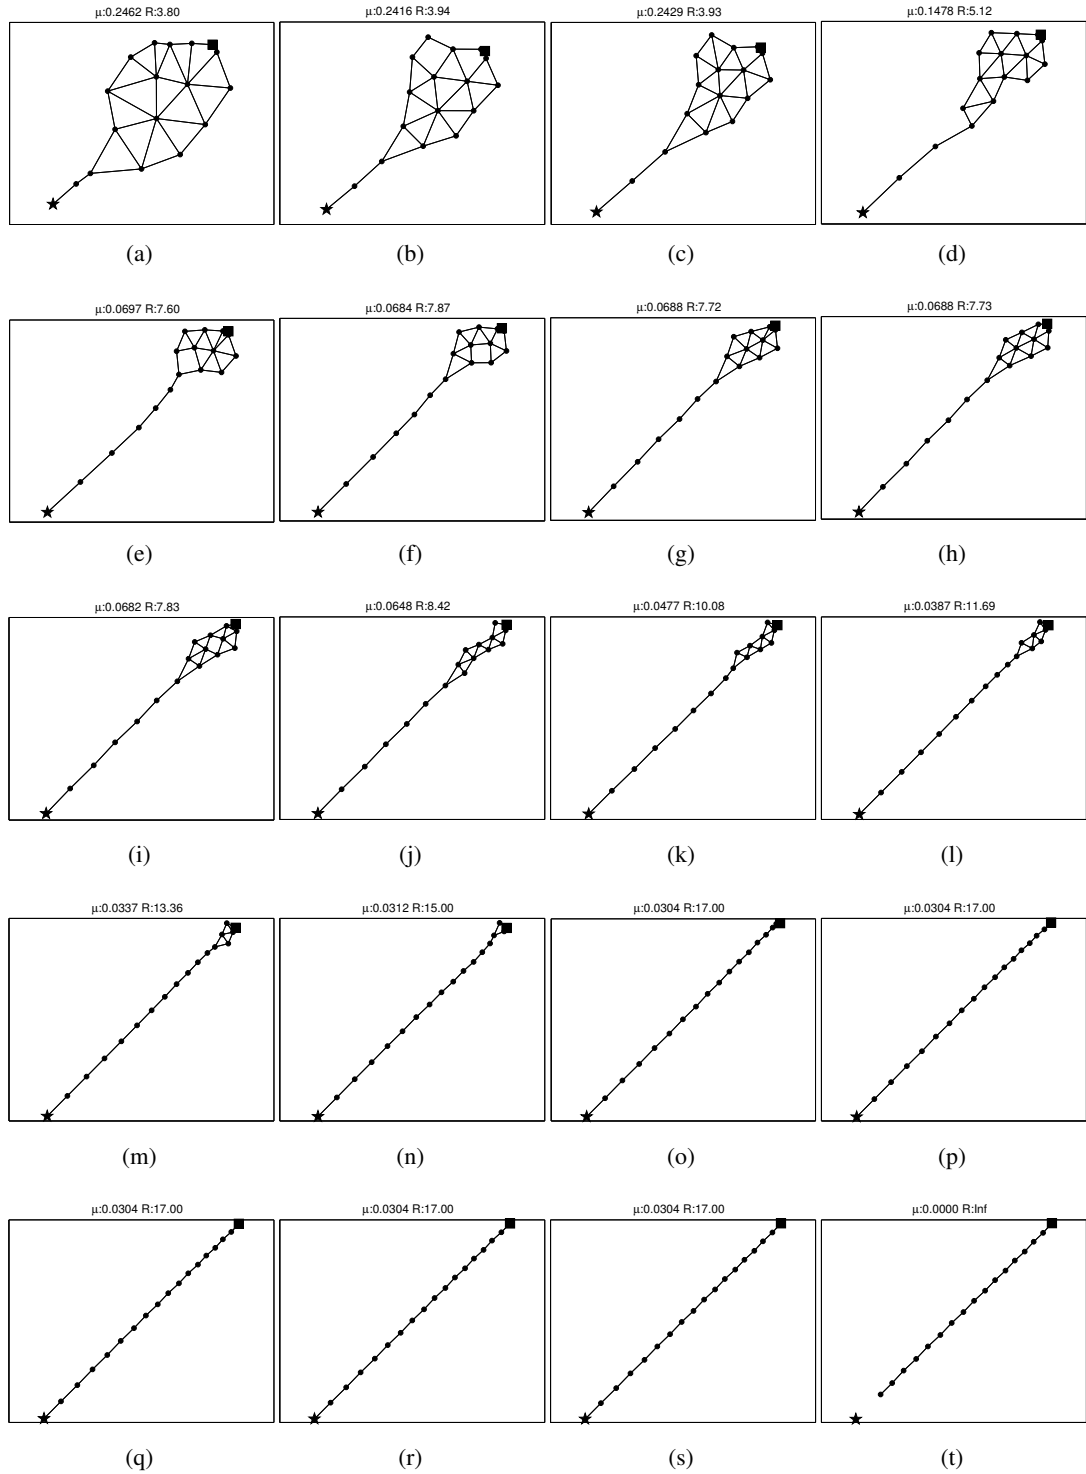 μ:0.2462 R:3.80 μ:0.2416 R:3.94 μ:0.2429 R:3.93 μ:0.1478 R:5.12
(a) (b) (c) (d)
μ:0.0697 R:7.60 μ:0.0684 R:7.87 μ:0.0688 R:7.72 μ:0.0688 R:7.73
(e) (f) (g) (h)
μ:0.0682 R:7.83 μ:0.0648 R:8.42 μ:0.0477 R:10.08 μ:0.0387 R:11.69
(i) (j) (k) (l)
μ:0.0337 R:13.36 μ:0.0312 R:15.00 μ:0.0304 R:17.00 μ:0.0304 R:17.00
(m) (n) (o) (p)
μ:0.0304 R:17.00 μ:0.0304 R:17.00 μ:0.0304 R:17.00 μ:0.0000 R:Inf
(q) (r) (s) (t)